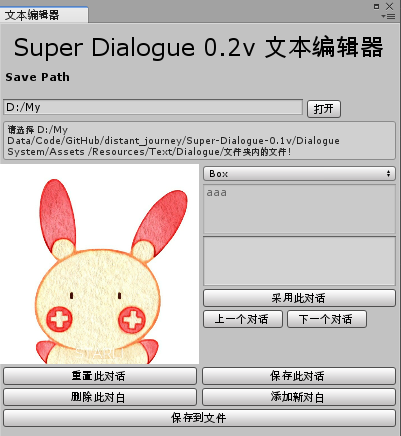 文本编辑器
Super Dialogue 0.2v 文本编辑器
Save Path
D:/My
打开
请选择 D:/My
Data/Code/GitHub/distant_journey/Super-Dialogue-0.1v/Dialogue
System/Assets /Resources/Text/Dialogue/文件夹内的文件!
Box
aaa
采用此对话
上一个对话
下一个对话
重置此对话
保存此对话
删除此对白
添加新对白
保存到文件